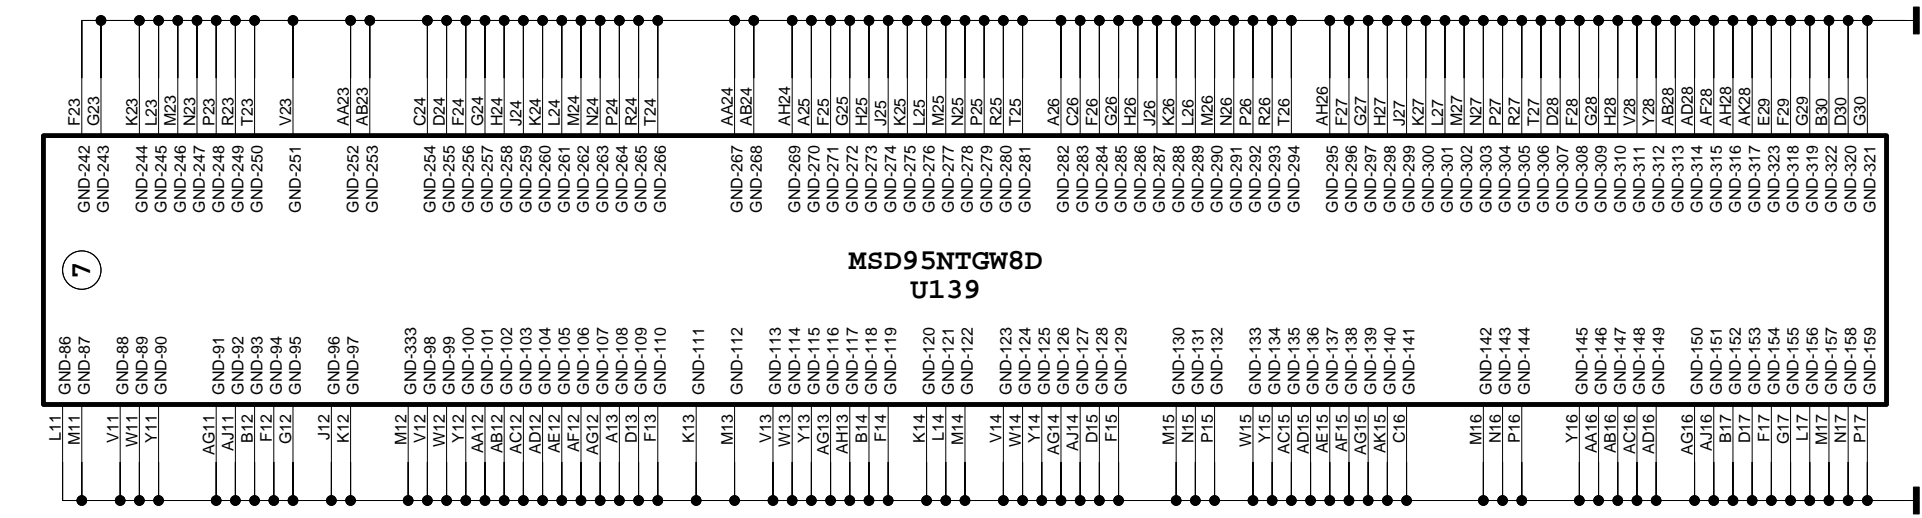 F23 G23 K23 L23 M23 N23 P23 R23 T23 V23 AA23 AB23 C24 D24 F24 G24 H24 J24 K24 L24 M24 N24 P24 R24 T24 AA24 AB24 AH24 A25 F25 G25 H25 J25 K25 L25 M25 N25 P25 R25 T25 A26 C26 F26 G26 H26 J26 K26 L26 M26 N26 P26 R26 T26 AH26 F27 G27 H27 J27 K27 L27 M27 N27 P27 R27 T27 D28 F28 G28 H28 V28 Y28 AB28 AD28 AF28 AH28 AK28 E29 F29 G29 B30 D30 G30
GND-242 GND-243 GND-244 GND-245 GND-246 GND-247 GND-248 GND-249 GND-250 GND-251 GND-252 GND-253 GND-254 GND-255 GND-256 GND-257 GND-258 GND-259 GND-260 GND-261 GND-262 GND-263 GND-264 GND-265 GND-266 GND-267 GND-268 GND-269 GND-270 GND-271 GND-272 GND-273 GND-274 GND-275 GND-276 GND-277 GND-278 GND-279 GND-280 GND-281 GND-282 GND-283 GND-284 GND-285 GND-286 GND-287 GND-288 GND-289 GND-290 GND-291 GND-292 GND-293 GND-294 GND-295 GND-296 GND-297 GND-298 GND-299 GND-300 GND-301 GND-302 GND-303 GND-304 GND-305 GND-306 GND-307 GND-308 GND-309 GND-310 GND-311 GND-312 GND-313 GND-314 GND-315 GND-316 GND-317 GND-323 GND-318 GND-319 GND-322 GND-320 GND-321
7
MSD95NTGW8D
U139
GND-86 GND-87 GND-88 GND-89 GND-90 GND-91 GND-92 GND-93 GND-94 GND-95 GND-96 GND-97 GND-333 GND-98 GND-99 GND-100 GND-101 GND-102 GND-103 GND-104 GND-105 GND-106 GND-107 GND-108 GND-109 GND-110 GND-111 GND-112 GND-113 GND-114 GND-115 GND-116 GND-117 GND-118 GND-119 GND-120 GND-121 GND-122 GND-123 GND-124 GND-125 GND-126 GND-127 GND-128 GND-129 GND-130 GND-131 GND-132 GND-133 GND-134 GND-135 GND-136 GND-137 GND-138 GND-139 GND-140 GND-141 GND-142 GND-143 GND-144 GND-145 GND-146 GND-147 GND-148 GND-149 GND-150 GND-151 GND-152 GND-153 GND-154 GND-155 GND-156 GND-157 GND-158 GND-159
L11 M11 V11 W11 Y11 AG11 AJ11 B12 F12 G12 J12 K12 M12 V12 W12 Y12 AA12 AB12 AC12 AD12 AE12 AF12 AG12 A13 D13 F13 K13 M13 V13 W13 Y13 AG13 AH13 B14 F14 K14 L14 M14 V14 W14 Y14 AG14 AJ14 D15 F15 M15 N15 P15 W15 Y15 AC15 AD15 AE15 AF15 AG15 AK15 C16 M16 N16 P16 Y16 AA16 AB16 AC16 AD16 AG16 AJ16 B17 D17 F17 G17 L17 M17 N17 P17